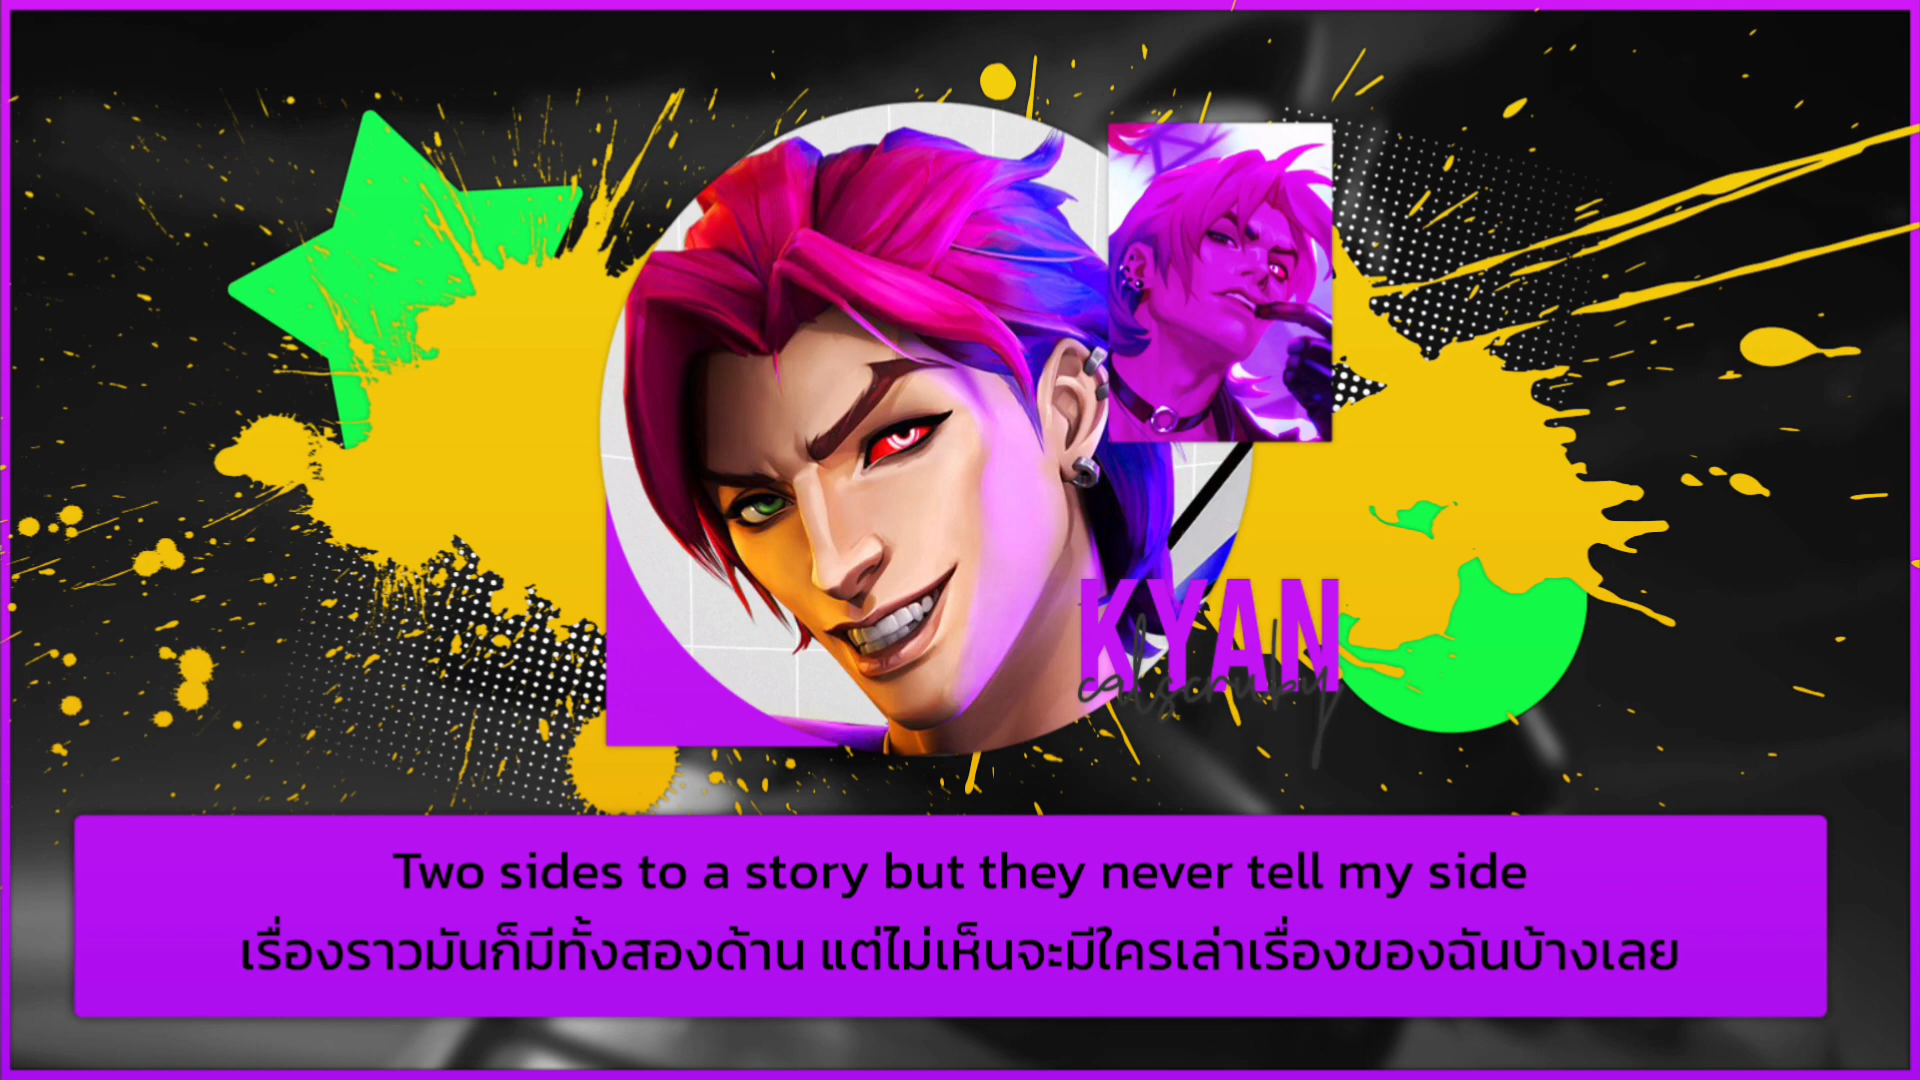 KYAN
calscruby
Two sides to a story but they never tell my side
เรื่องราวมันก็มีทั้งสองด้าน แต่ไม่เห็นจะมีใครเล่าเรื่องของฉันบ้างเลย